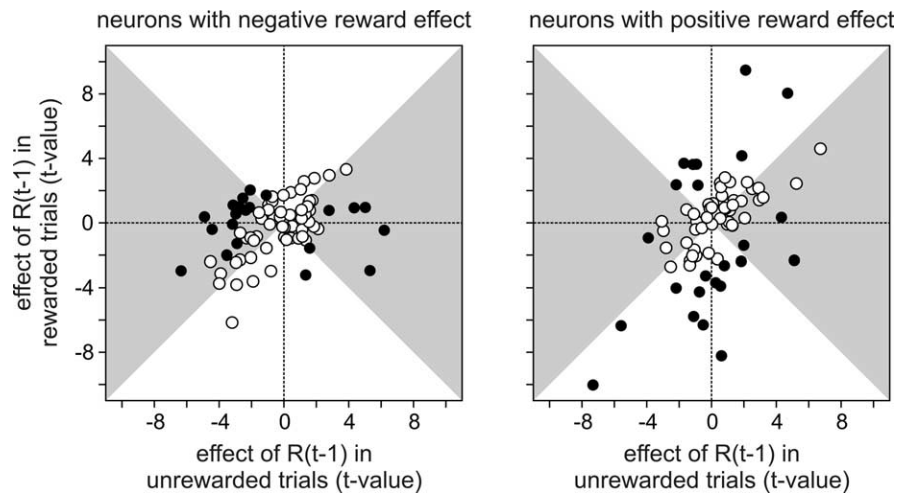 neurons with negative reward effect
neurons with positive reward effect
effect of R(t-1) in
rewarded trials (t-value)
8
4
0
-4
-8
-8
-4
0
4
8
effect of R(t-1) in
unrewarded trials (t-value)
-8
-4
0
4
8
effect of R(t-1) in
unrewarded trials (t-value)